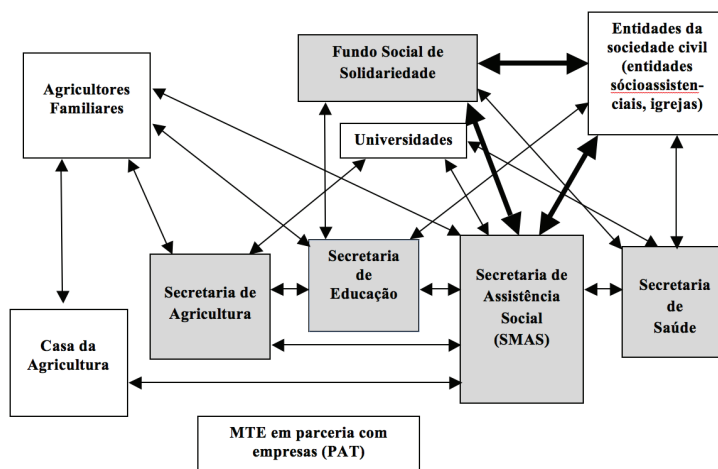 Fundo Social de
Solidariedade
Entidades da
sociedade civil
(entidades
sócioassisten-
ciais, igrejas)
Agricultores
Familiares
Universidades
Secretaria de
Agricultura
Secretaria
de
Educação
Secretaria de
Assistência
Social
(SMAS)
Secretaria
de
Saúde
Casa da
Agricultura
MTE em parceria com
empresas (PAT)